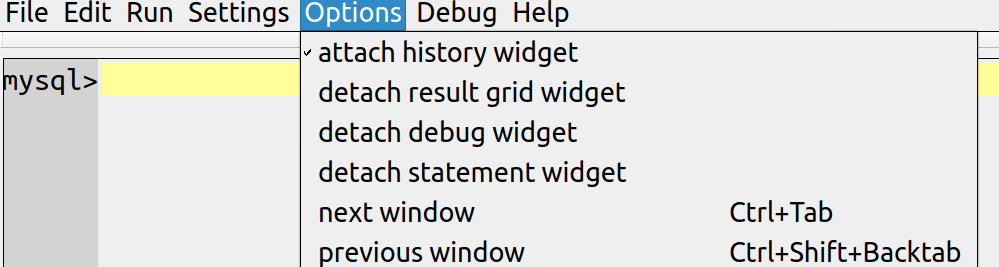 File Edit Run Settings Options Debug Help
mysql>
attach history widget
detach result grid widget
detach debug widget
detach statement widget
next window Ctrl+Tab
previous window Ctrl+Shift+Backtab